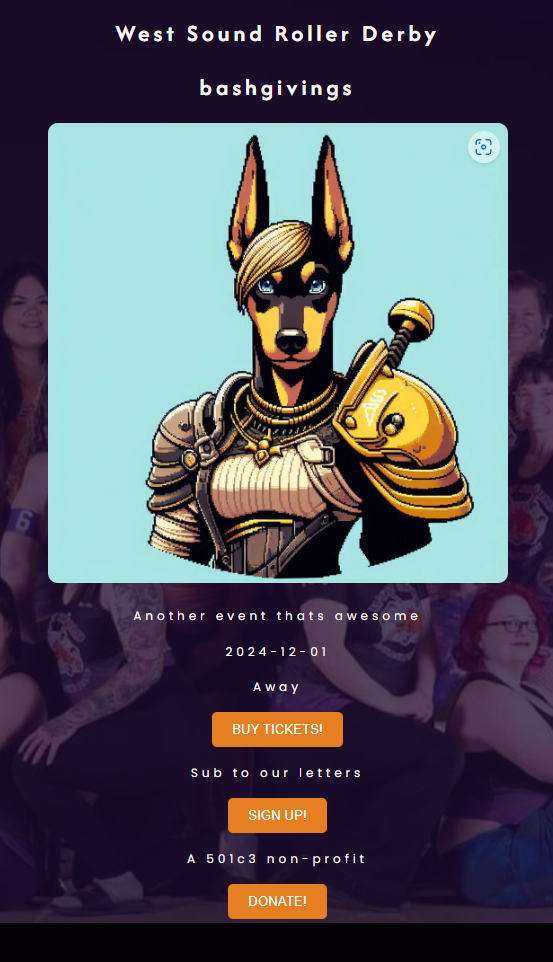 West Sound Roller Derby
bashgivings
Another event thats awesome
2024-12-01
Away
BUY TICKETS!
Sub to our letters
SIGN UP!
A 501c3 non-profit
DONATE!
6